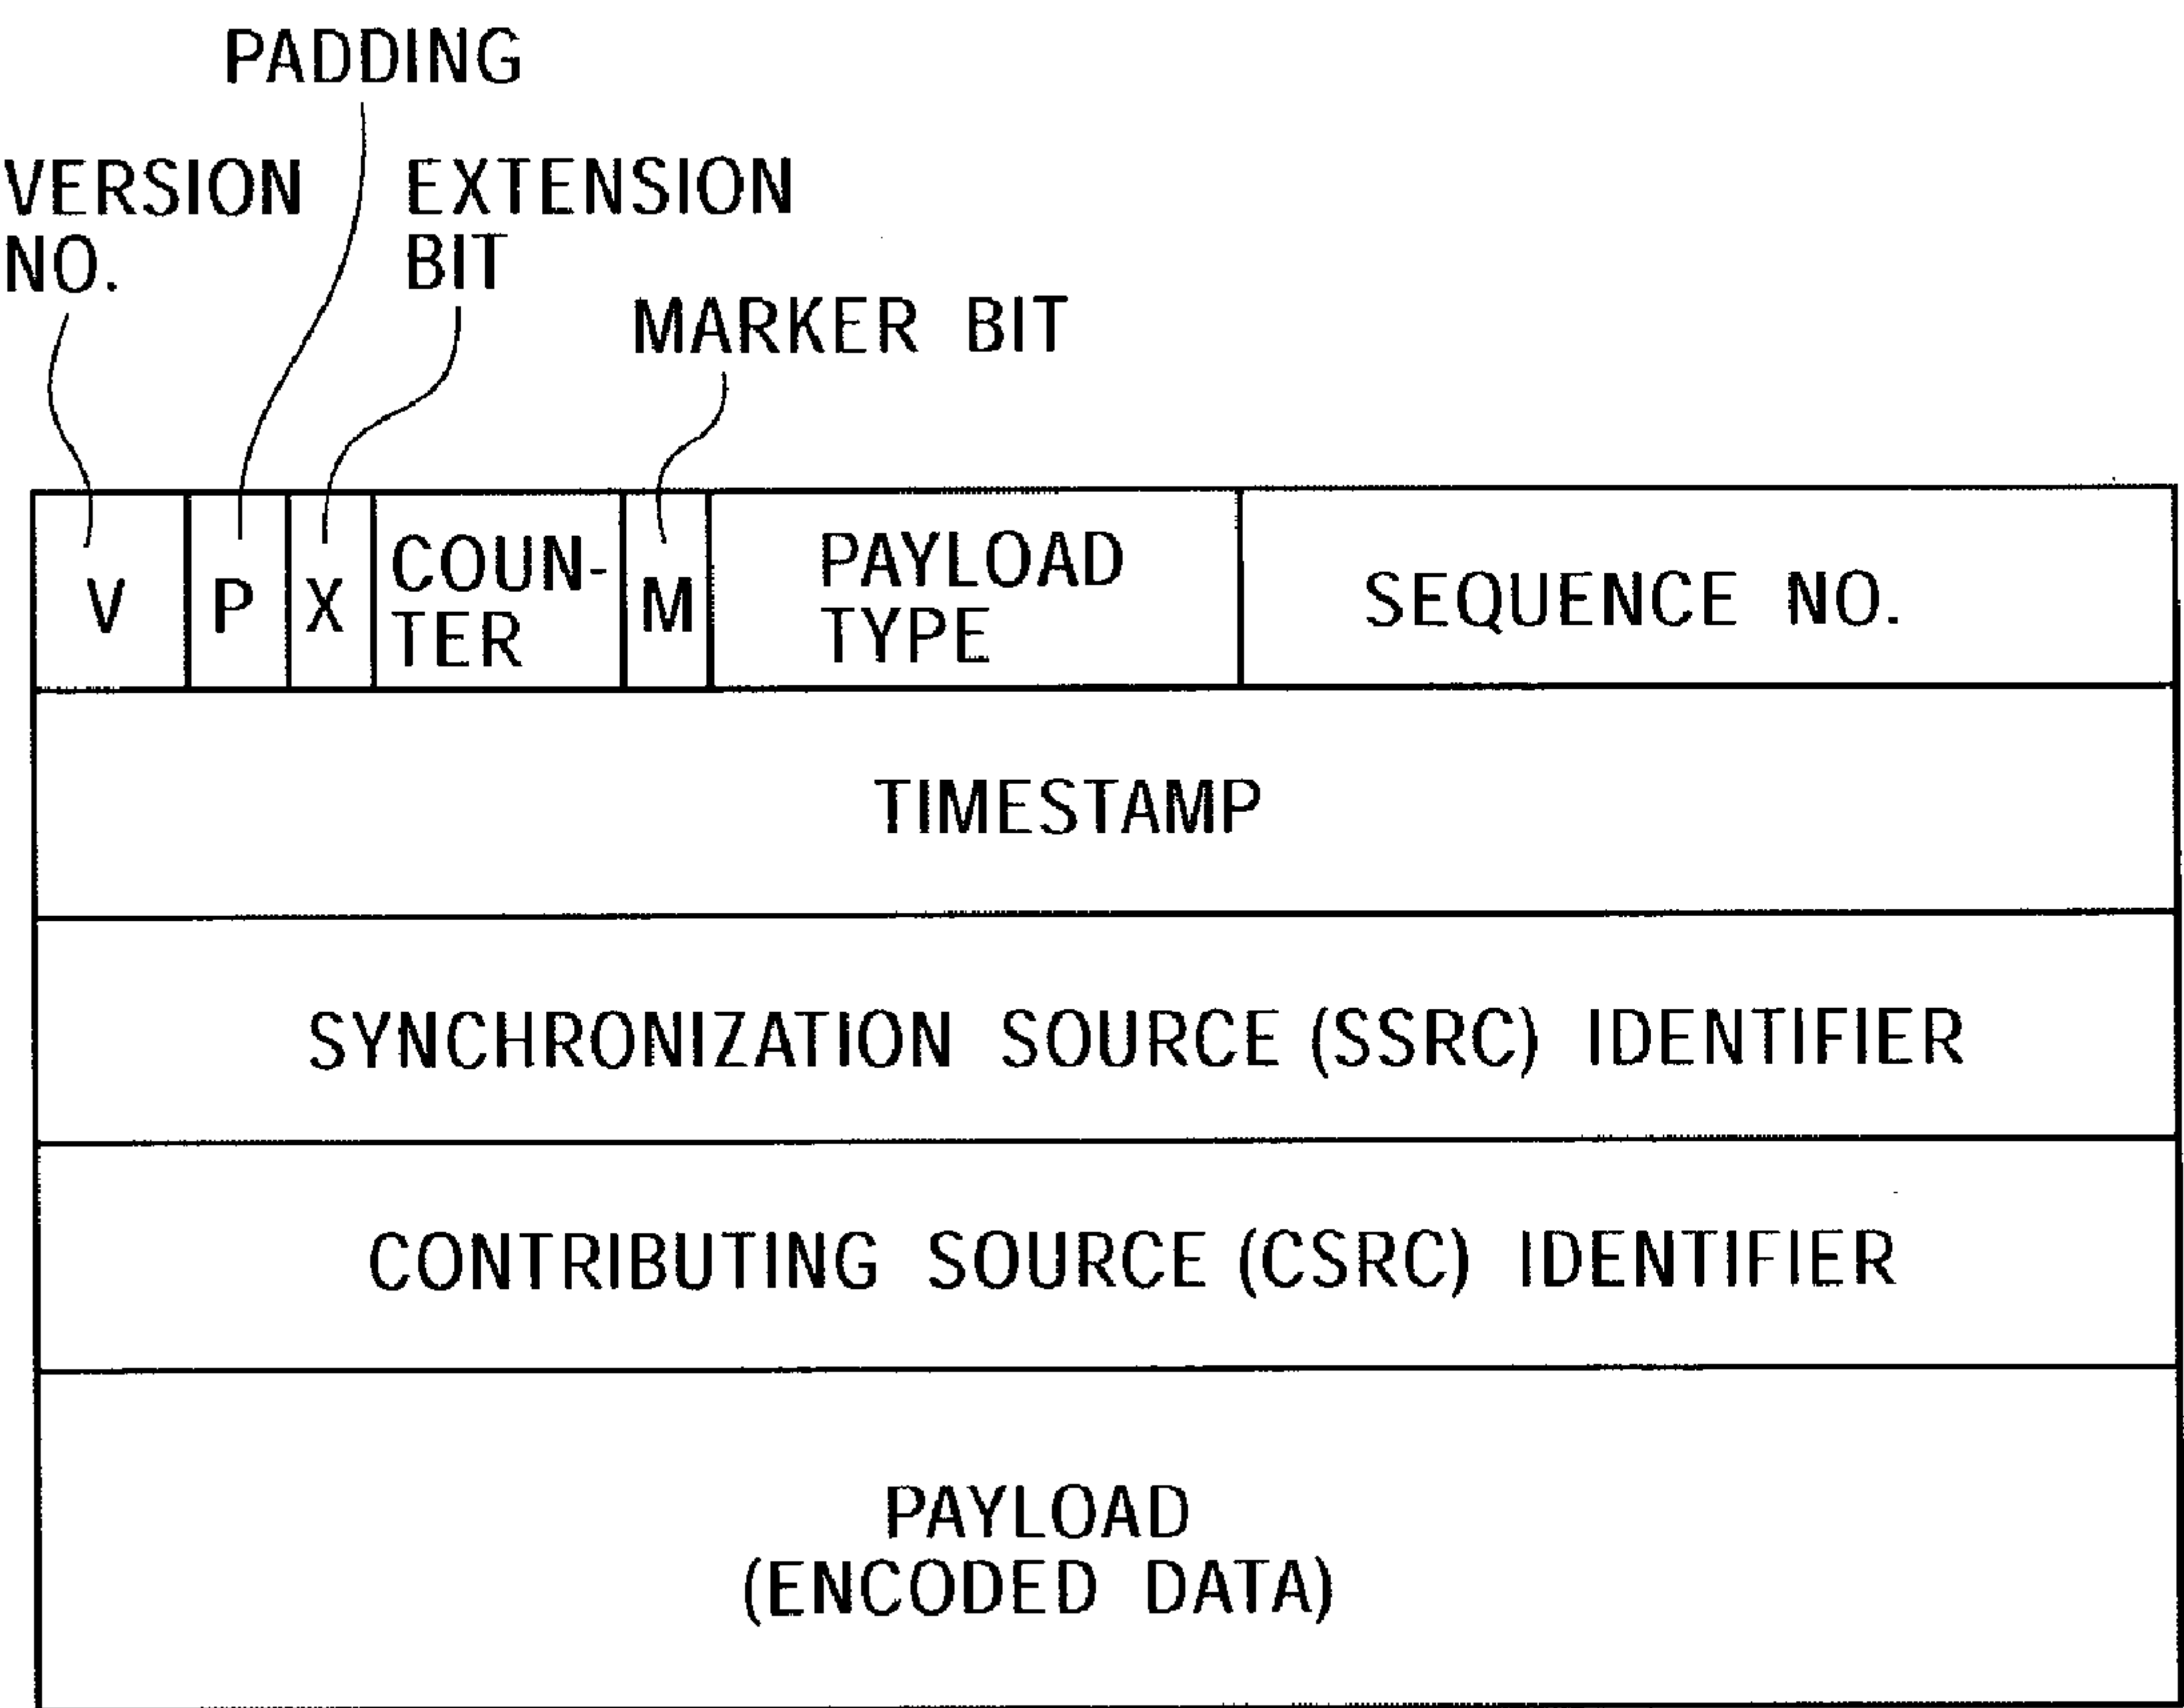 PADDING
VERSION
NO.
EXTENSION
BIT
MARKER BIT
V
P
X
COUN-
TER
M
PAYLOAD
TYPE
SEQUENCE NO.
TIMESTAMP
SYNCHRONIZATION SOURCE (SSRC) IDENTIFIER
CONTRIBUTING SOURCE (CSRC) IDENTIFIER
PAYLOAD
(ENCODED DATA)